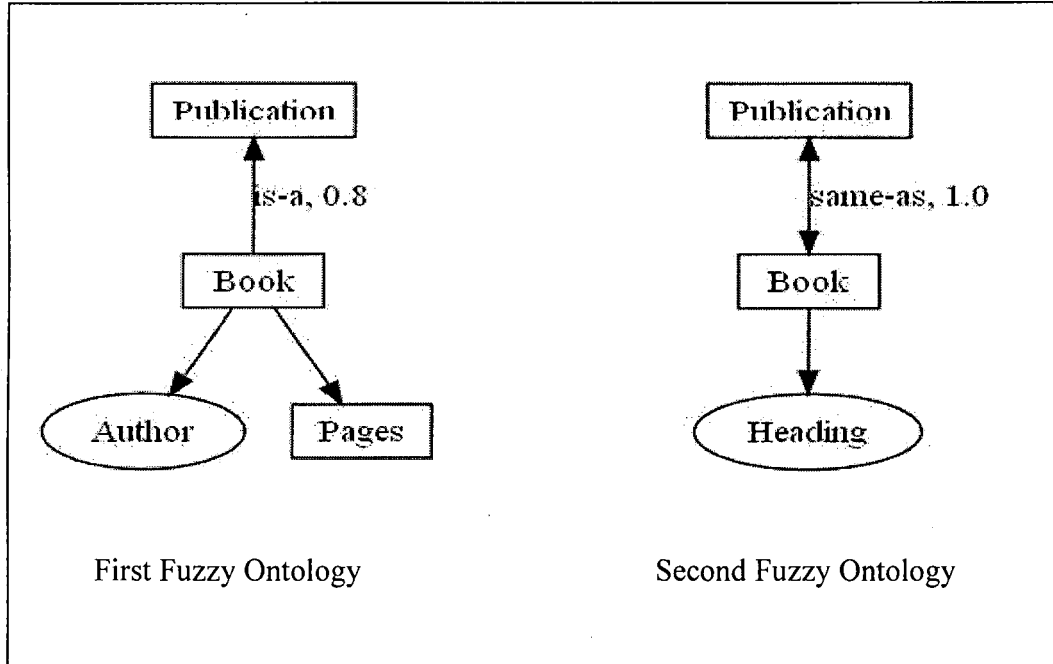 Publication
is-a, 0.8
Book
Author
Pages
First Fuzzy Ontology
Publication
same-as, 1.0
Book
Heading
Second Fuzzy Ontology